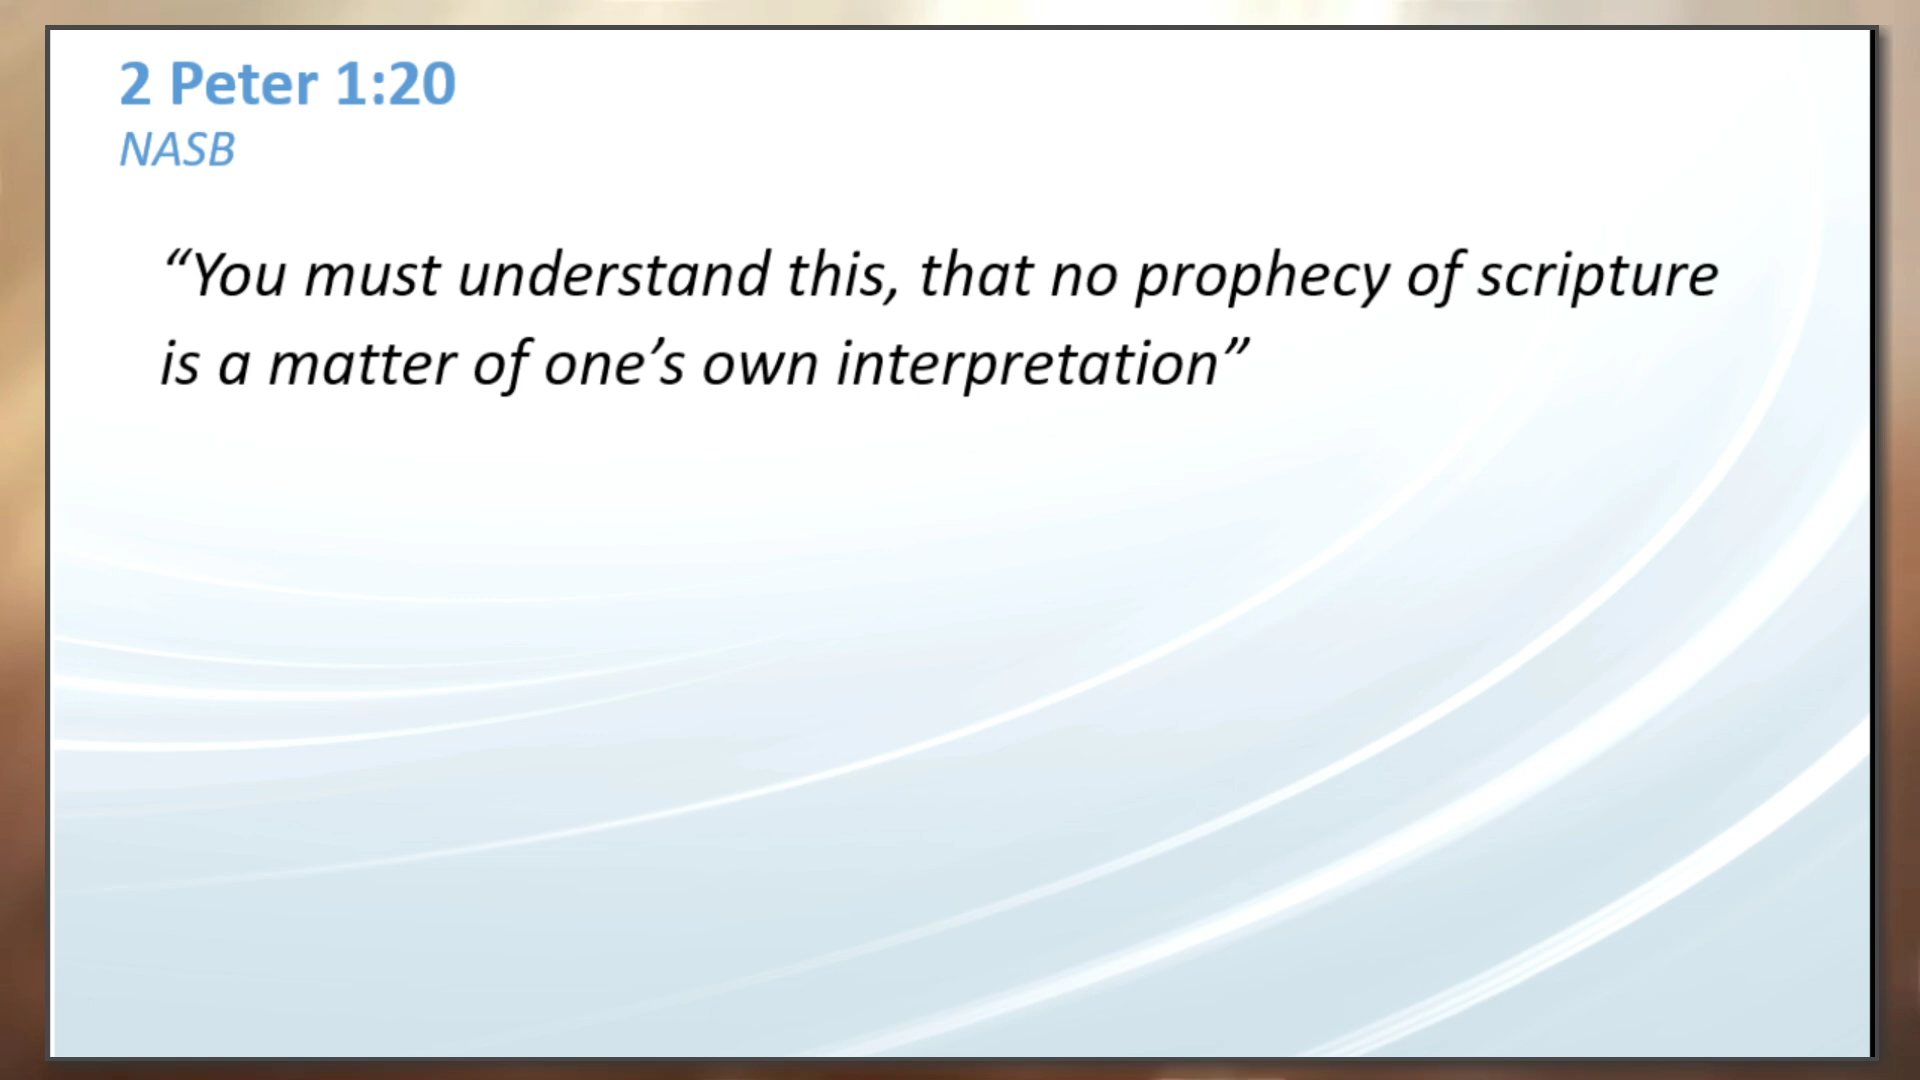 2 Peter 1:20
NASB
“You must understand this, that no prophecy of scripture
is a matter of one’s own interpretation”